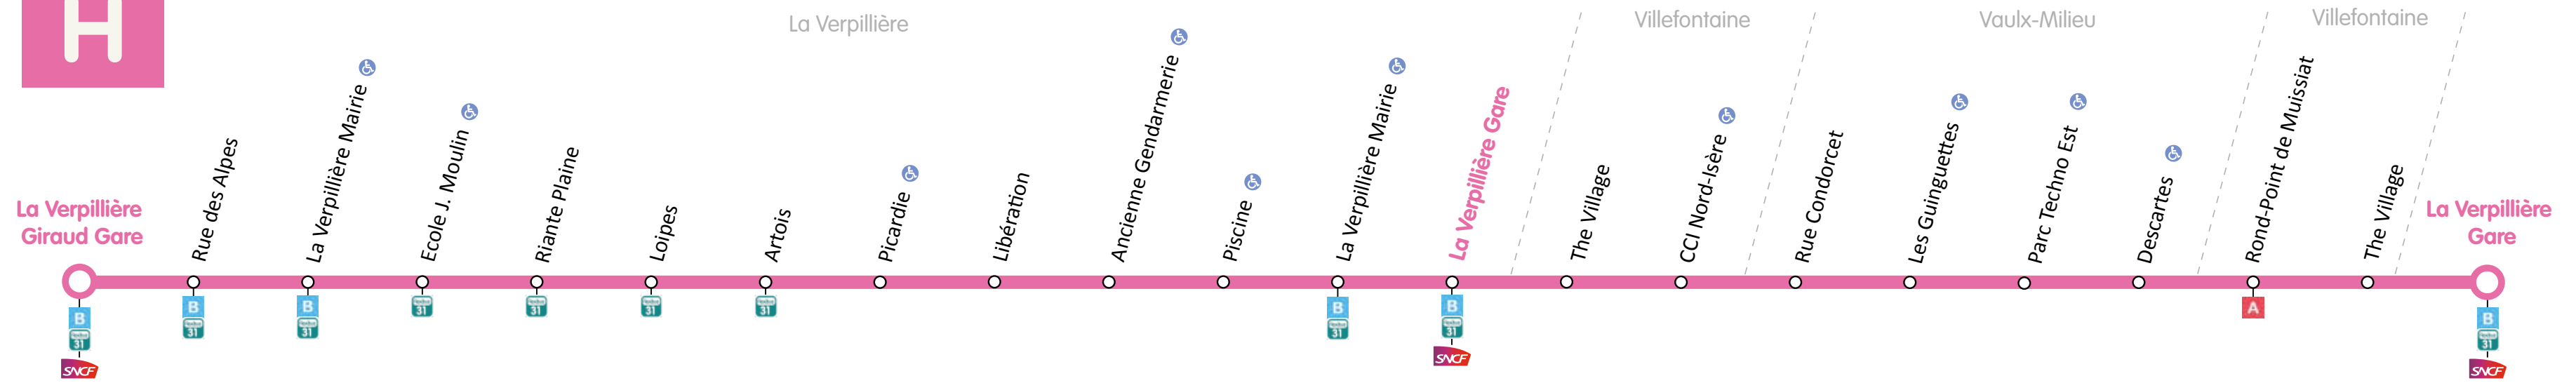 H
La Verpillière
Villefontaine
Vaulx-Milieu
Villefontaine
La Verpillière
Giraud Gare
Rue des Alpes
La Verpillière Mairie
Ecole J. Moulin
Riante Plaine
Loipes
Artois
Picardie
Libération
Ancienne Gendarmerie
Piscine
La Verpillière Mairie
La Verpillière Gare
The Village
CCI Nord-Isère
Rue Condorcet
Les Guinguettes
Parc Techno Est
Descartes
Rond-Point de Muissiat
The Village
La Verpillière
Gare
B
31
SNCF
B
31
B
31
31
31
31
31
B
31
B
31
SNCF
A
B
31
SNCF